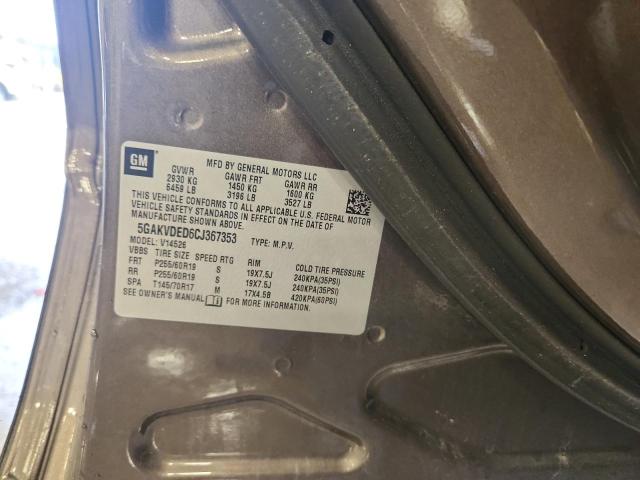 GM
MFD BY GENERAL MOTORS LLC
GVWR GAWR FRT GAWR RR
2930 KG 1450 KG 1600 KG
6459 LB 3196 LB 3527 LB
THIS VEHICLE CONFORMS TO ALL APPLICABLE U.S. FEDERAL MOTOR
VEHICLE SAFETY STANDARDS IN EFFECT ON THE DATE OF
MANUFACTURE SHOWN ABOVE.
5GAKVDED6CJ367353 TYPE: M.P.V.
MODEL: V14526
VBBS TIRE SIZE SPEED RTG RIM COLD TIRE PRESSURE
FRT P255/60R19 S 19X7.5J 240KPA(35PSI)
RR P255/60R19 S 19X7.5J 240KPA(35PSI)
SPA T145/70R17 M 17X4.5B 420KPA(60PSI)
SEE OWNER'S MANUAL FOR MORE INFORMATION.